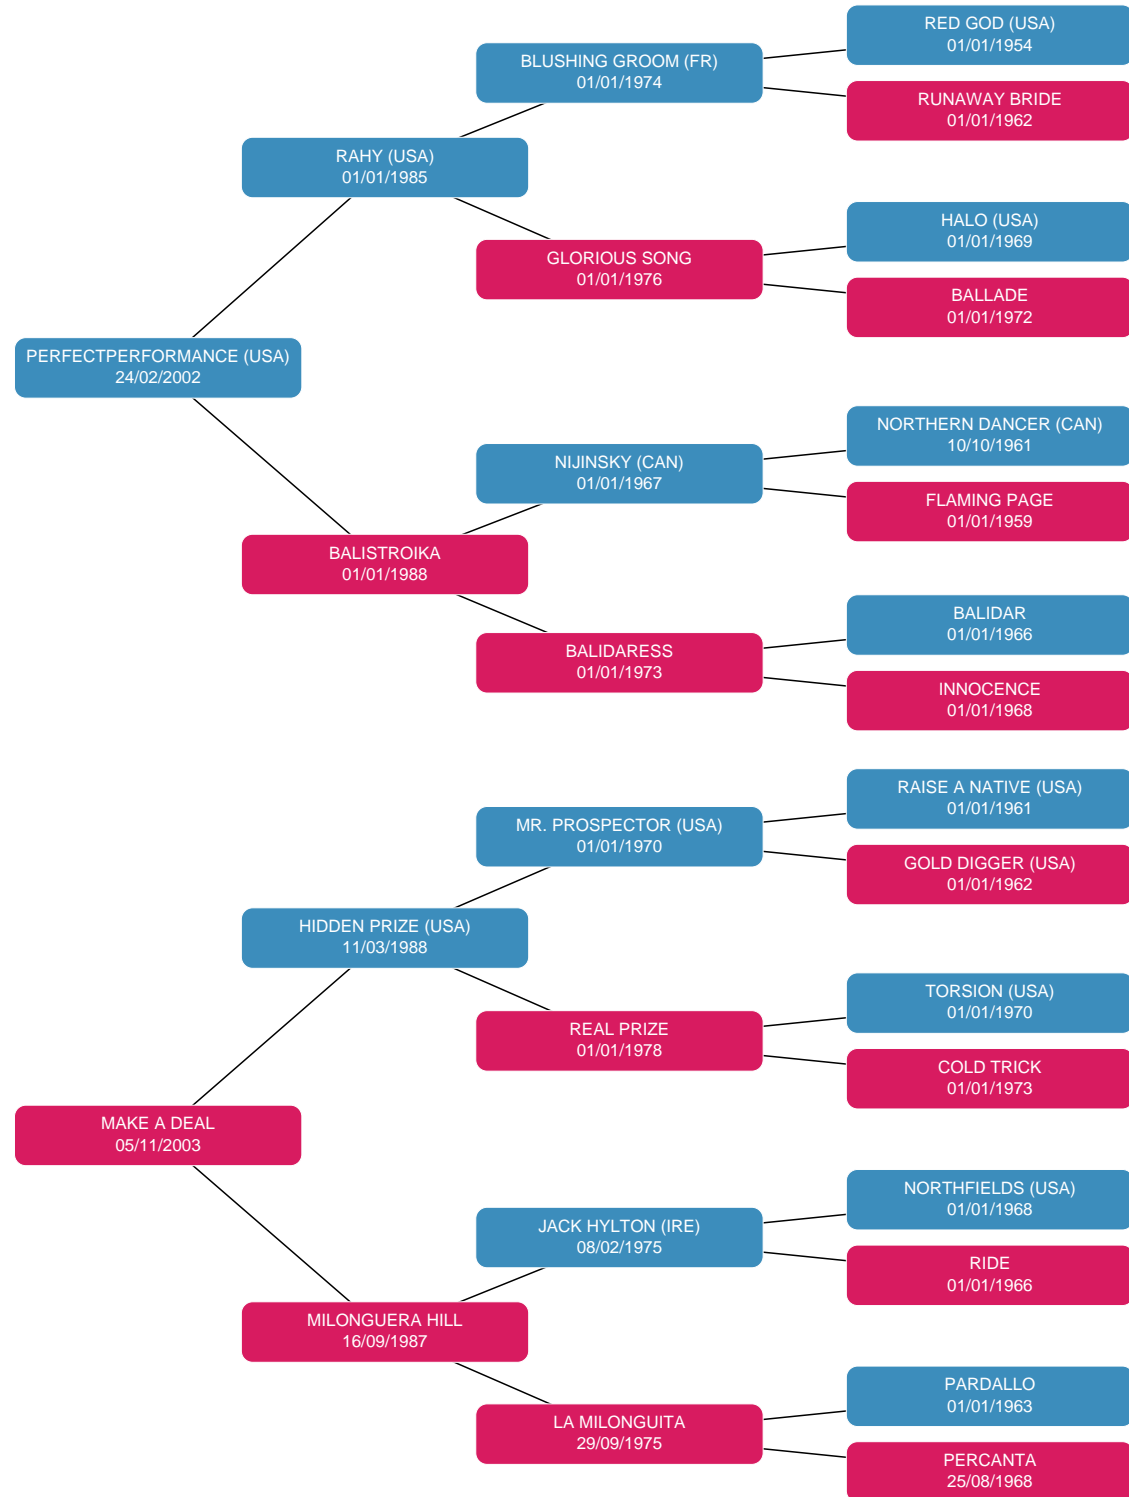 RED GOD (USA)
01/01/1954
BLUSHING GROOM (FR)
01/01/1974
RUNAWAY BRIDE
01/01/1962
RAHY (USA)
01/01/1985
HALO (USA)
01/01/1969
GLORIOUS SONG
01/01/1976
BALLADE
01/01/1972
PERFECTPERFORMANCE (USA)
24/02/2002
NORTHERN DANCER (CAN)
10/10/1961
NIJINSKY (CAN)
01/01/1967
FLAMING PAGE
01/01/1959
BALISTROIKA
01/01/1988
BALIDAR
01/01/1966
BALIDARESS
01/01/1973
INNOCENCE
01/01/1968
RAISE A NATIVE (USA)
01/01/1961
MR. PROSPECTOR (USA)
01/01/1970
GOLD DIGGER (USA)
01/01/1962
HIDDEN PRIZE (USA)
11/03/1988
TORSION (USA)
01/01/1970
REAL PRIZE
01/01/1978
COLD TRICK
01/01/1973
MAKE A DEAL
05/11/2003
NORTHFIELDS (USA)
01/01/1968
JACK HYLTON (IRE)
08/02/1975
RIDE
01/01/1966
MILONGUERA HILL
16/09/1987
PARDALLO
01/01/1963
LA MILONGUITA
29/09/1975
PERCANTA
25/08/1968